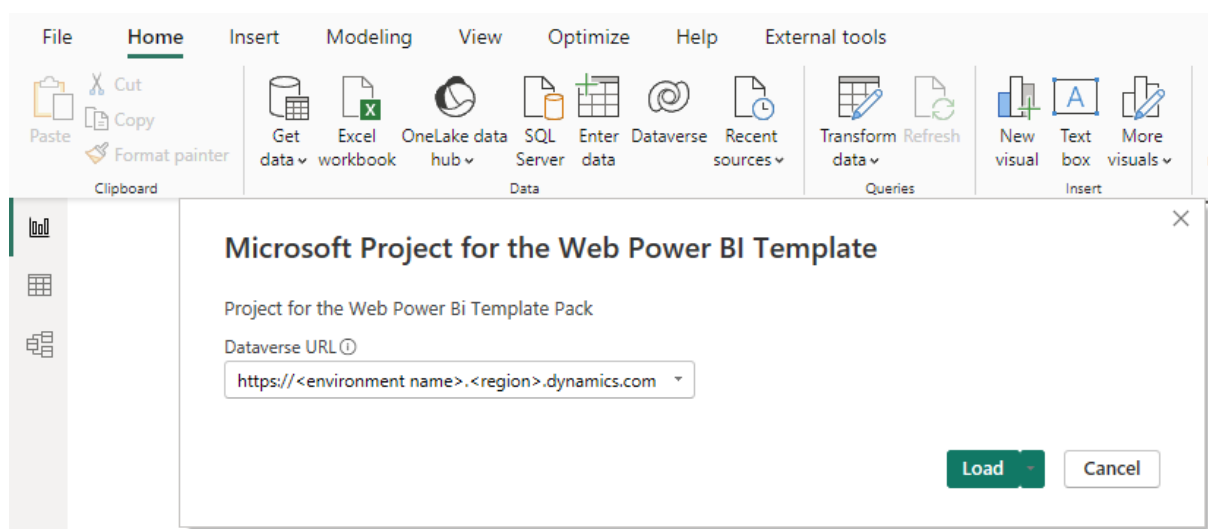 File Home Insert Modeling View Optimize Help External tools
Paste
Cut
Copy
Format painter
Clipboard
Get data
Excel workbook
OneLake data hub
SQL Server
Enter data
Dataverse
Recent sources
Data
Transform data
Refresh
Queries
New visual
Text box
More visuals
Insert
Microsoft Project for the Web Power BI Template
Project for the Web Power Bi Template Pack
Dataverse URL
https://<environment name>.<region>.dynamics.com
Load
Cancel